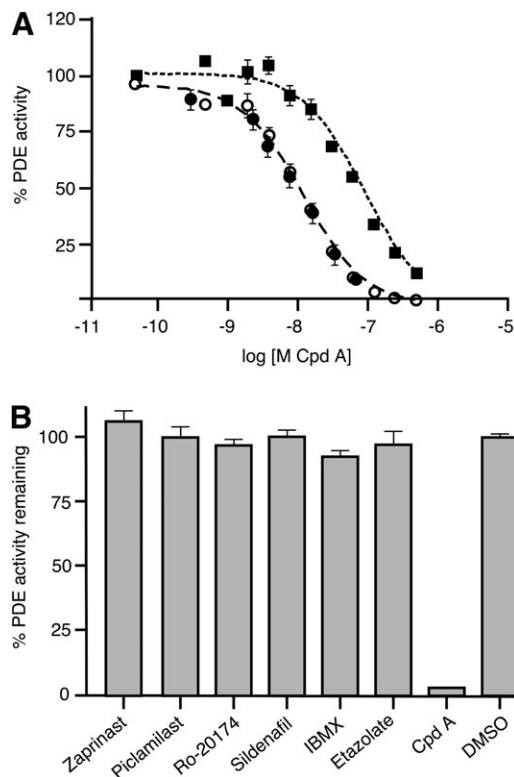 A
120
100
75
50
25
% PDE activity
-11
-10
-9
-8
-7
-6
-5
log [M Cpd A]
B
100
75
50
25
0
% PDE activity remaining
Zaprinast
Piclamilast
Ro-20174
Sildenafil
IBMX
Etazolate
Cpd A
DMSO